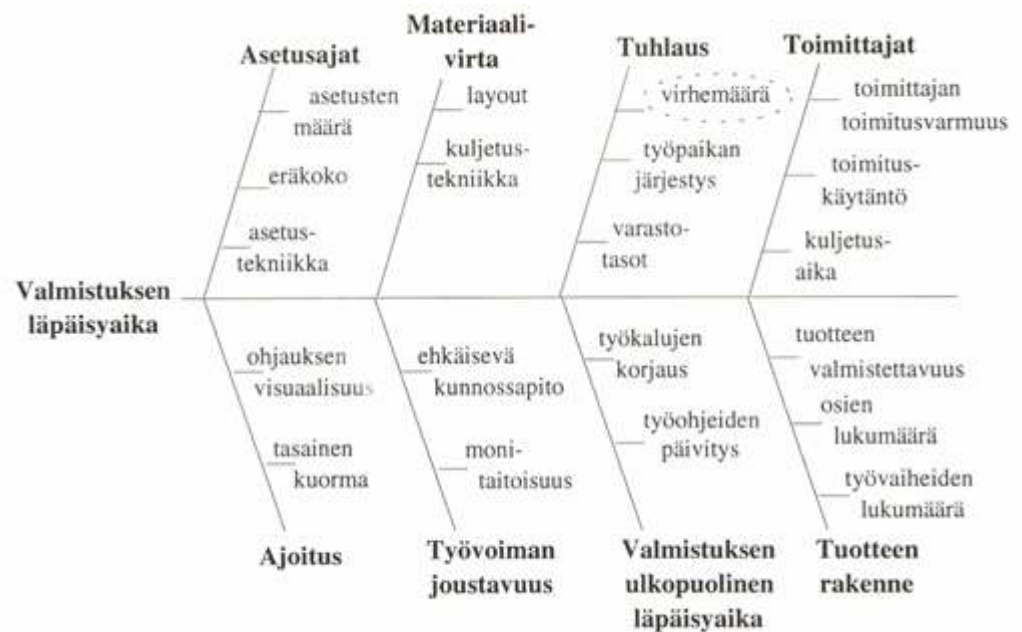 Asetusajat
asetusten
määrä
eräkoko
asetus-
tekniikka
Materiaali-
virta
layout
kuljetus-
tekniikka
Tuhlaus
virhemäärä
työpaikan
järjestys
varasto-
tasot
Toimittajat
toimittajan
toimitusvarmuus
toimitus-
käytäntö
kuljetus-
aika
Valmistuksen
läpäisyaika
ohjauksen
visuaalisuus
tasainen
kuorma
Ajoitus
ehkäisevä
kunnossapito
moni-
taitoisuus
Työvoiman
joustavuus
työkalujen
korjaus
työohjeiden
päivitys
Valmistuksen
ulkopuolinen
läpäisyaika
tuotteen
valmistettavuus
osien
lukumäärä
työvaiheiden
lukumäärä
Tuotteen
rakenne